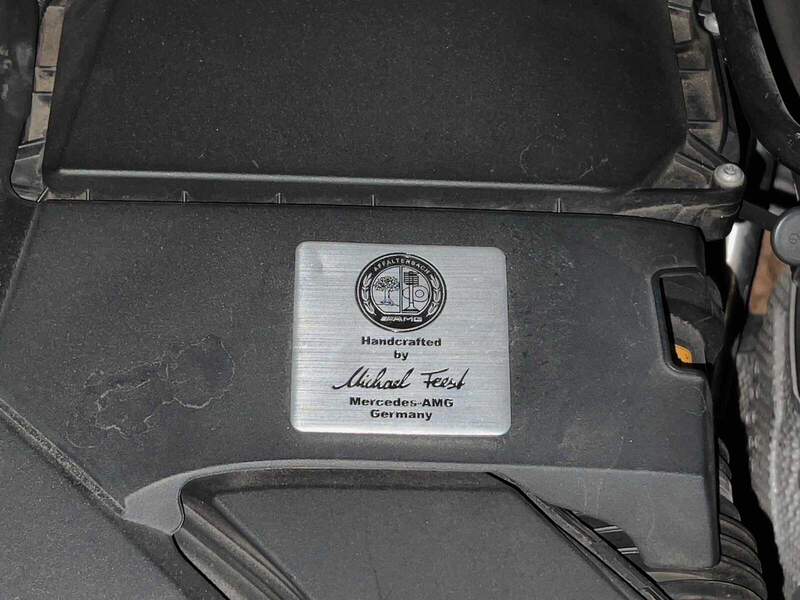 AFFALTERBACH
AMG
Handcrafted
by
Michael Feest
Mercedes-AMG
Germany